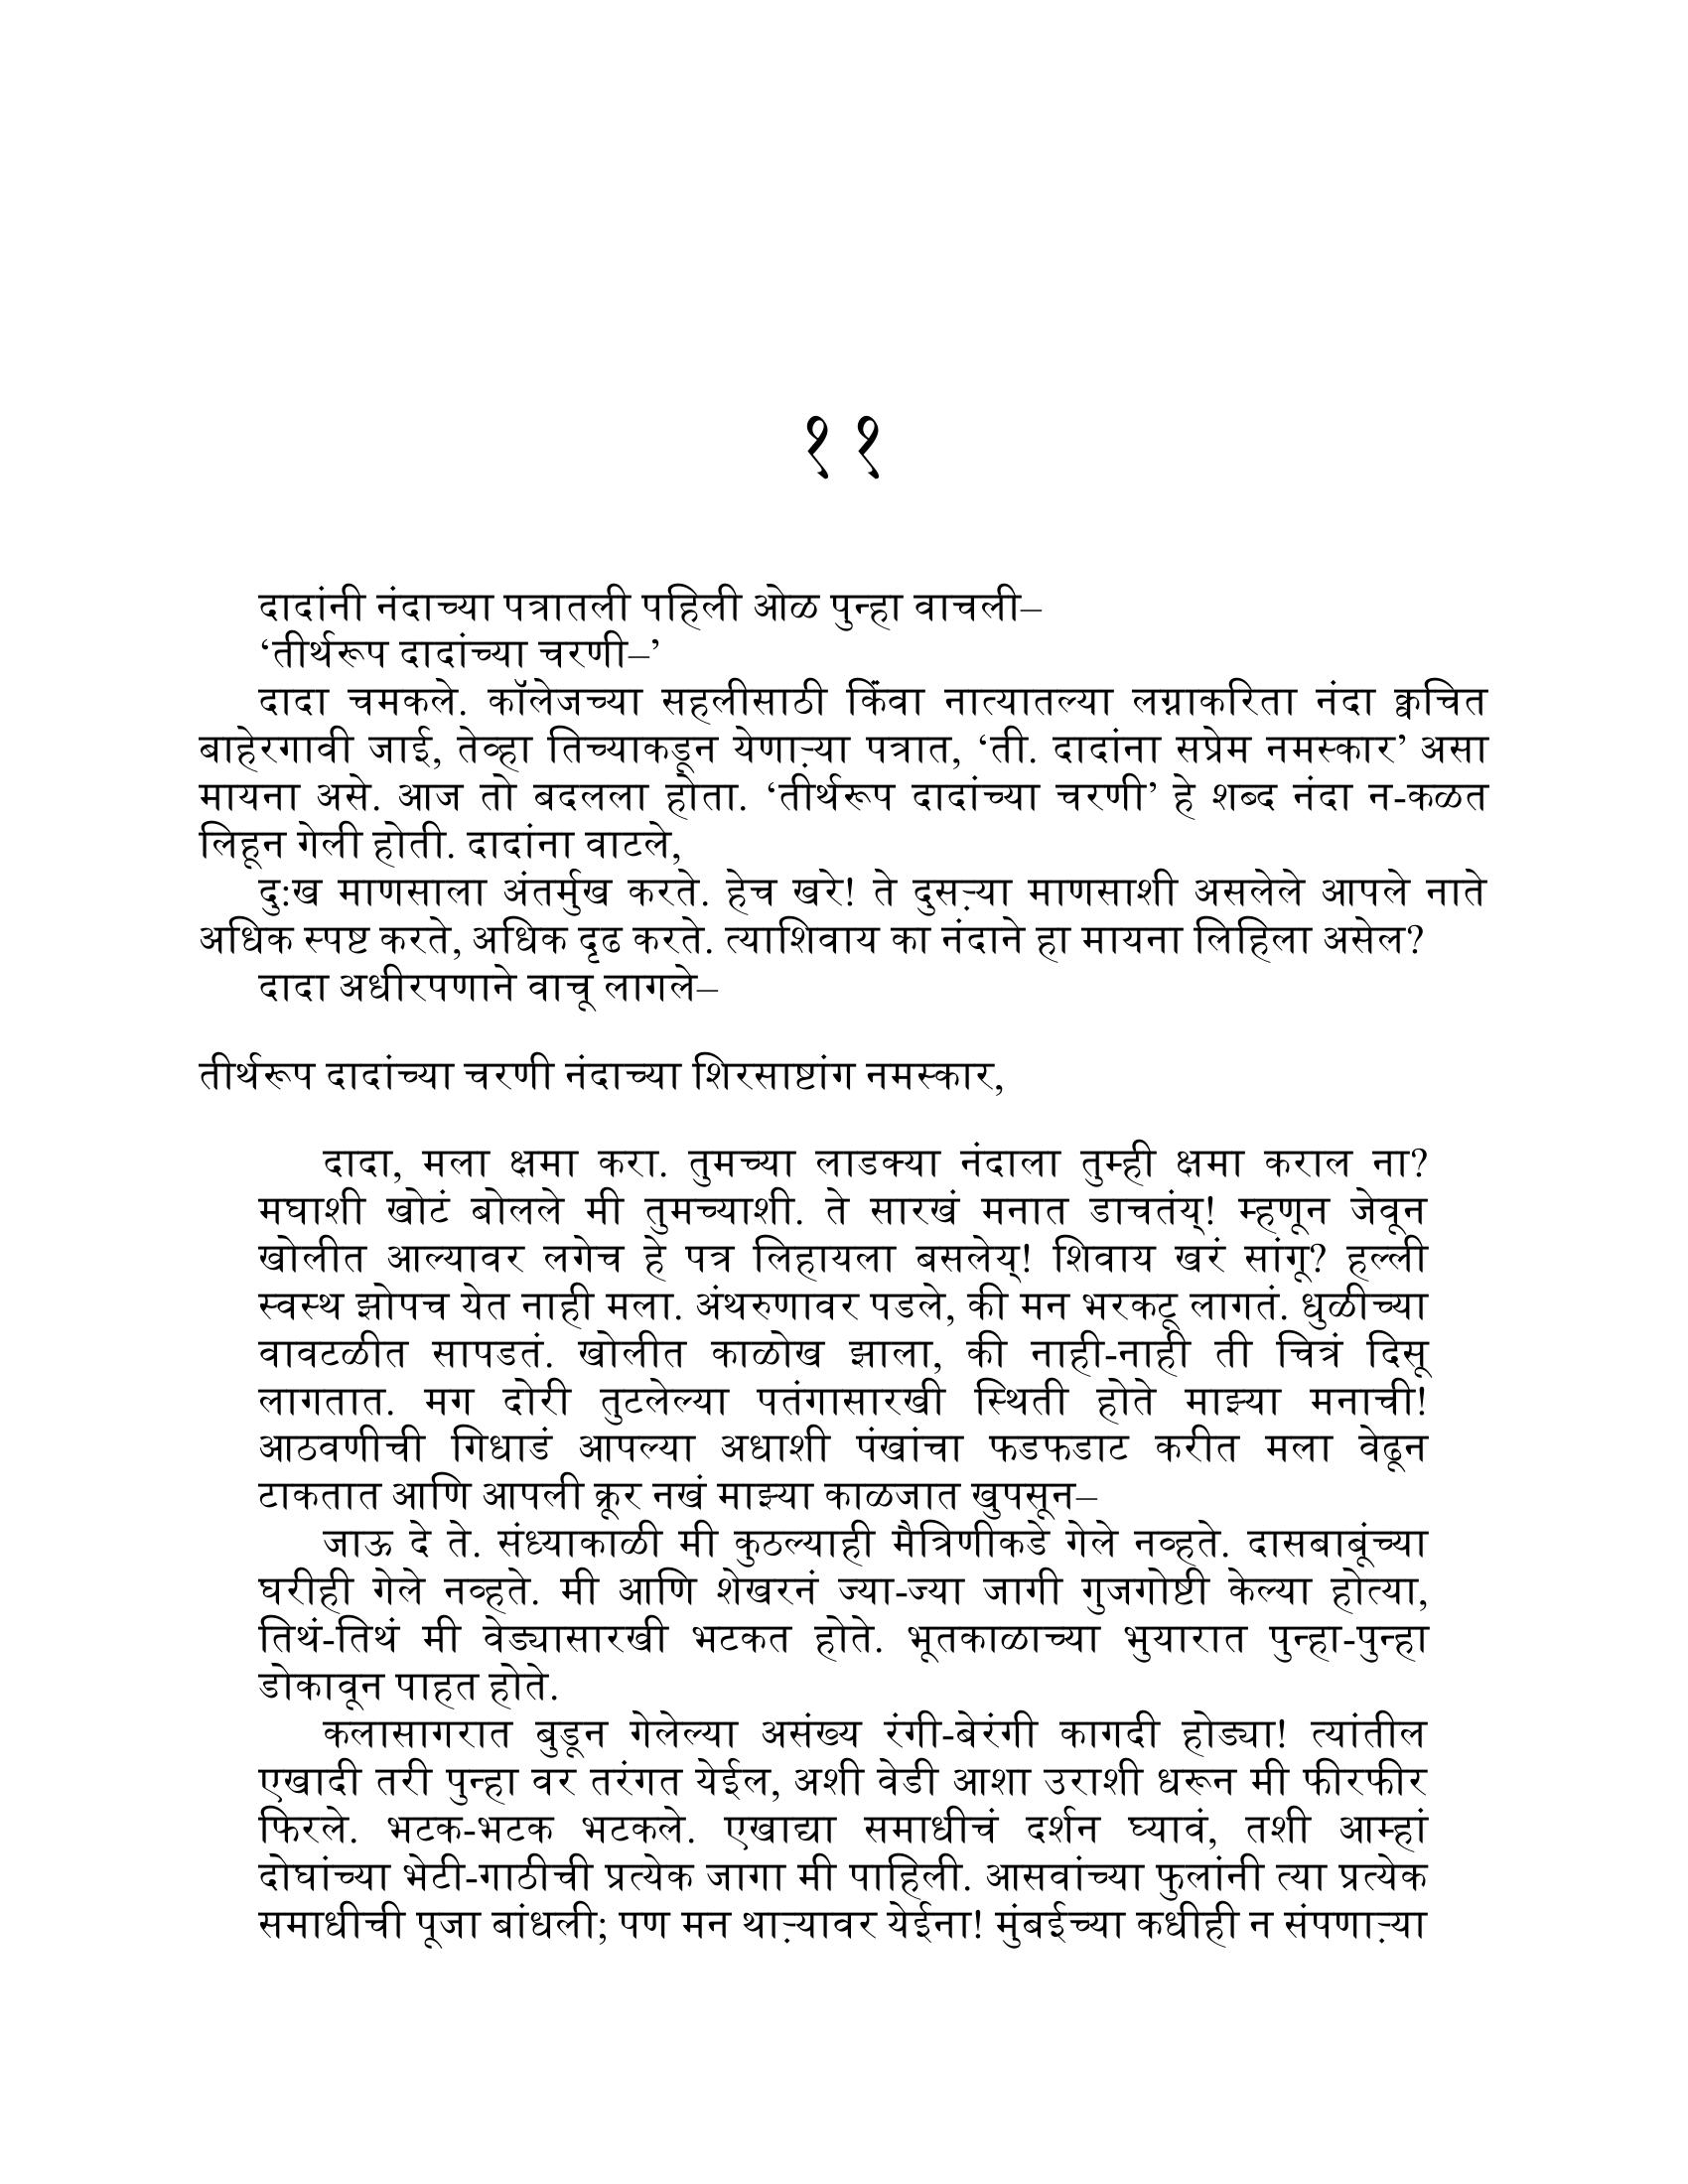 ११
दादांनी नंदाच्या पत्रातली पहिली ओळ पुन्हा वाचली–
‘तीर्थरूप दादांच्या चरणी–’
दादा चमकले. कॉलेजच्या सहलीसाठी किंवा नात्यातल्या लग्नाकरिता नंदा क्वचित
बाहेरगावी जाई, तेव्हा तिच्याकडून येणाऱ्या पत्रात, ‘ती. दादांना सप्रेम नमस्कार’ असा
मायना असे. आज तो बदलला होता. ‘तीर्थरूप दादांच्या चरणी’ हे शब्द नंदा न-कळत
लिहून गेली होती. दादांना वाटले,
दु:ख माणसाला अंतर्मुख करते. हेच खरे! ते दुसऱ्या माणसाशी असलेले आपले नाते
अधिक स्पष्ट करते, अधिक दृढ करते. त्याशिवाय का नंदाने हा मायना लिहिला असेल?
दादा अधीरपणाने वाचू लागले–
तीर्थरूप दादांच्या चरणी नंदाच्या शिरसाष्टांग नमस्कार,
दादा, मला क्षमा करा. तुमच्या लाडक्या नंदाला तुम्ही क्षमा कराल ना?
मघाशी खोटं बोलले मी तुमच्याशी. ते सारखं मनात डाचतंय्! म्हणून जेवून
खोलीत आल्यावर लगेच हे पत्र लिहायला बसलेय्! शिवाय खरं सांगू? हल्ली
स्वस्थ झोपच येत नाही मला. अंथरुणावर पडले, की मन भरकटू लागतं. धुळीच्या
वावटळीत सापडतं. खोलीत काळोख झाला, की नाही-नाही ती चित्रं दिसू
लागतात. मग दोरी तुटलेल्या पतंगासारखी स्थिती होते माझ्या मनाची!
आठवणीची गिधाडं आपल्या अधाशी पंखांचा फडफडाट करीत मला वेढून
टाकतात आणि आपली क्रूर नखं माझ्या काळजात खुपसून–
जाऊ दे ते. संध्याकाळी मी कुठल्याही मैत्रिणीकडे गेले नव्हते. दासबाबूंच्या
घरीही गेले नव्हते. मी आणि शेखरनं ज्या-ज्या जागी गुजगोष्टी केल्या होत्या,
तिथं-तिथं मी वेड्यासारखी भटकत होते. भूतकाळाच्या भुयारात पुन्हा-पुन्हा
डोकावून पाहत होते.
कलासागरात बुडून गेलेल्या असंख्य रंगी-बेरंगी कागदी होड्या! त्यांतील
एखादी तरी पुन्हा वर तरंगत येईल, अशी वेडी आशा उराशी धरून मी फीरफीर
फिरले. भटक-भटक भटकले. एखाद्या समाधीचं दर्शन घ्यावं, तशी आम्हां
दोघांच्या भेटी-गाठीची प्रत्येक जागा मी पाहिली. आसवांच्या फुलांनी त्या प्रत्येक
समाधीची पूजा बांधली; पण मन थाऱ्यावर येईना! मुंबईच्या कधीही न संपणाऱ्या